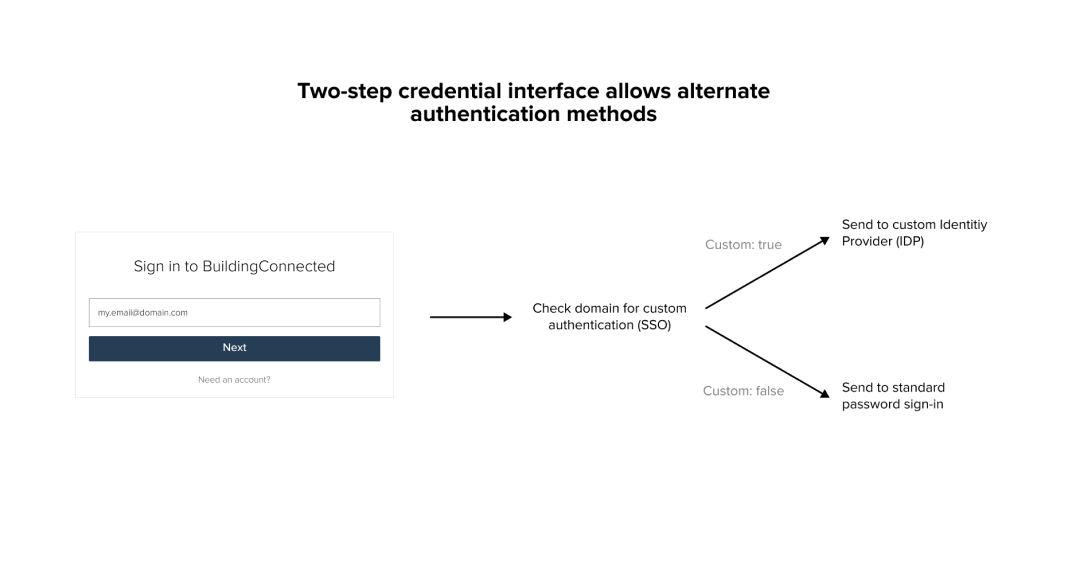 Two-step credential interface allows alternate
authentication methods
Sign in to BuildingConnected
my.email@domain.com
Next
Need an account?
Check domain for custom
authentication (SSO)
Custom: true
Send to custom Identitiy
Provider (IDP)
Custom: false
Send to standard
password sign-in